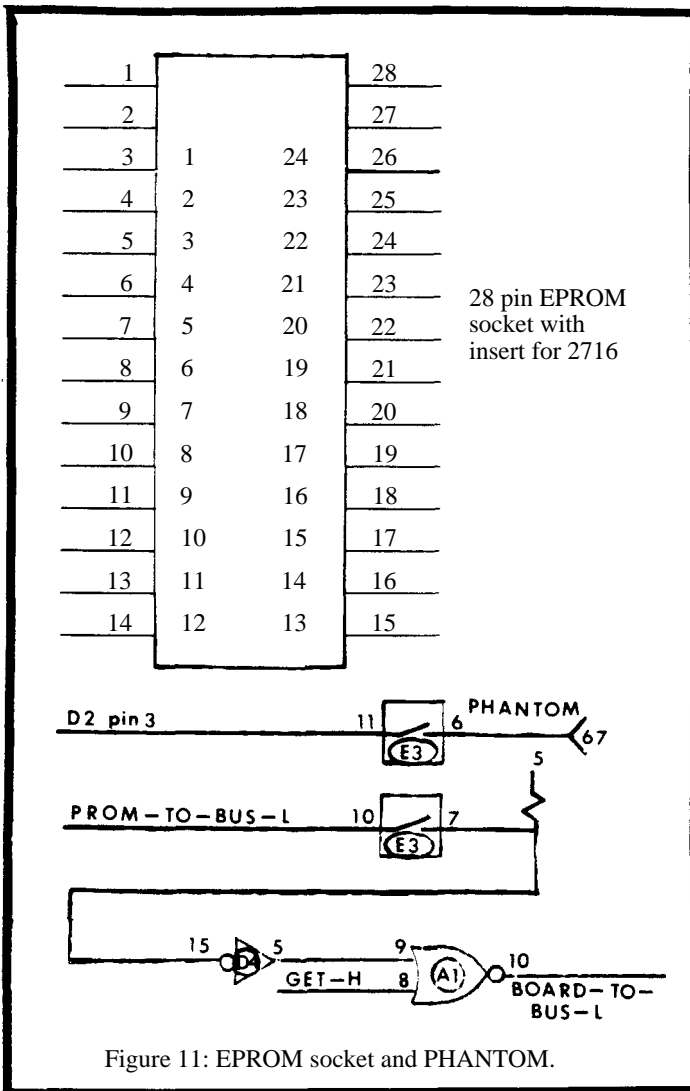 1 28
2 27
3 1 24 26
4 2 23 25
5 3 22 24
6 4 21 23
7 5 20 22
8 6 19 21
9 7 18 20
10 8 17 19
11 9 16 18
12 10 15 17
13 11 14 16
14 12 13 15
28 pin EPROM
socket with
insert for 2716
D2 pin 3 11 E3 6 PHANTOM 67
5
PROM-TO-BUS-L 10 E3 7
15 D4 5 9
GET-H 8 A1 10
BOARD-TO-
BUS-L
Figure 11: EPROM socket and PHANTOM.